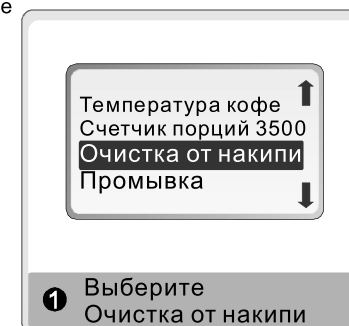 е
Температура кофе
Счетчик порций 3500
Очистка от накипи
Промывка
1 Выберите
Очистка от накипи